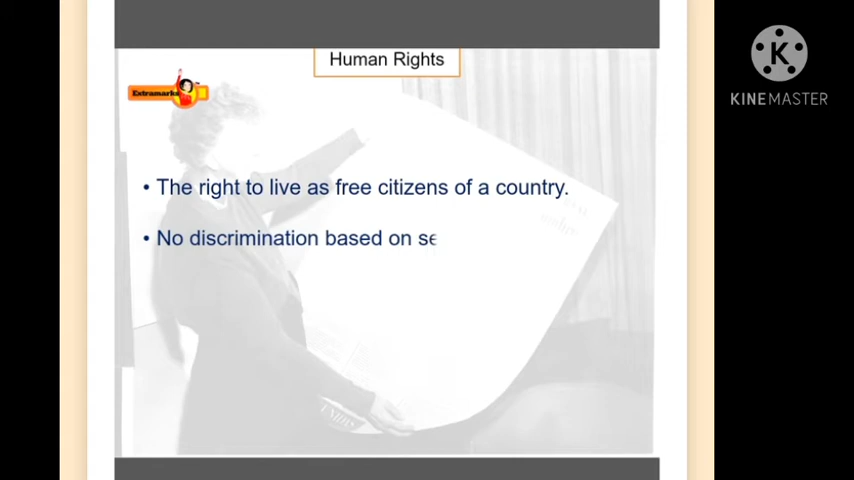 Human Rights
Extramarks
KINEMASTER
• The right to live as free citizens of a country.
• No discrimination based on se